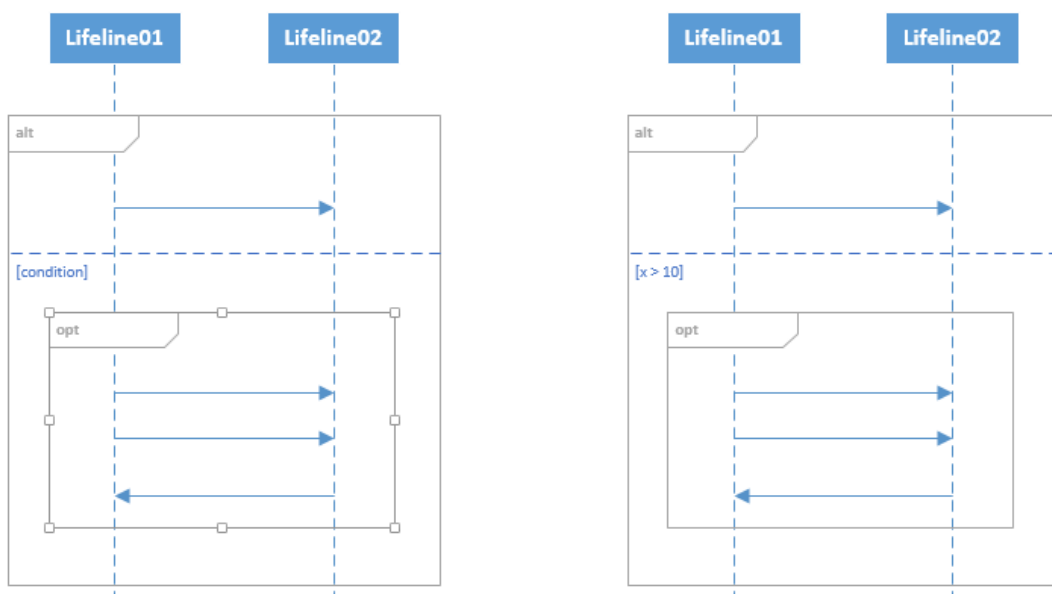 Lifeline01
Lifeline02
alt
[condition]
opt
Lifeline01
Lifeline02
alt
[x > 10]
opt